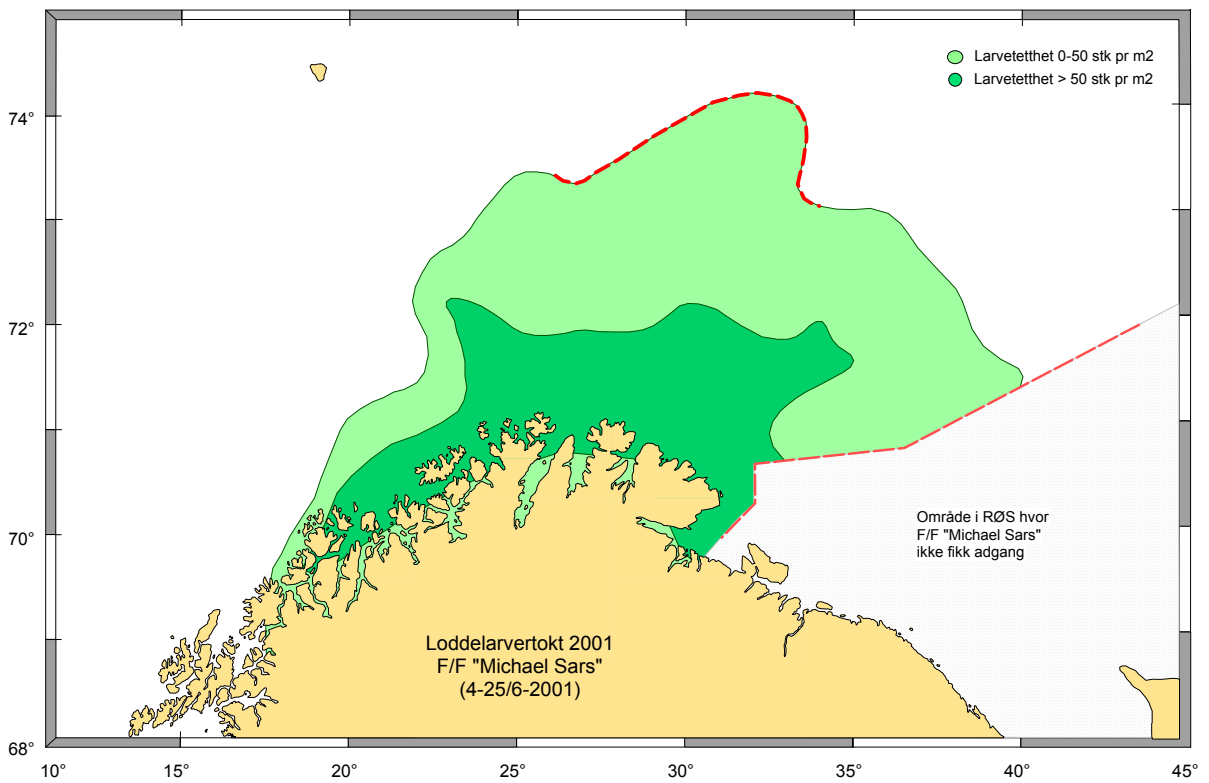 Larvetetthet 0-50 stk pr m2
Larvetetthet > 50 stk pr m2
74°
72°
70°
68°
Område i RØS hvor
F/F "Michael Sars"
ikke fikk adgang
Loddelarvertokt 2001
F/F "Michael Sars"
(4-25/6-2001)
10°
15°
20°
25°
30°
35°
40°
45°